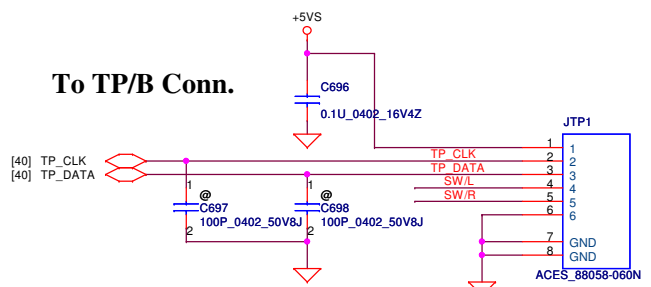 +5VS
To TP/B Conn.
C696
0.1U_0402_16V4Z
JTP1
[40] TP_CLK
[40] TP_DATA
TP_CLK
TP_DATA
SW/L
SW/R
1 1
2 2
3 3
4 4
5 5
6 6
7 GND
8 GND
ACES_88058-060N
1 @
C697
100P_0402_50V8J
2
1 @
C698
100P_0402_50V8J
2